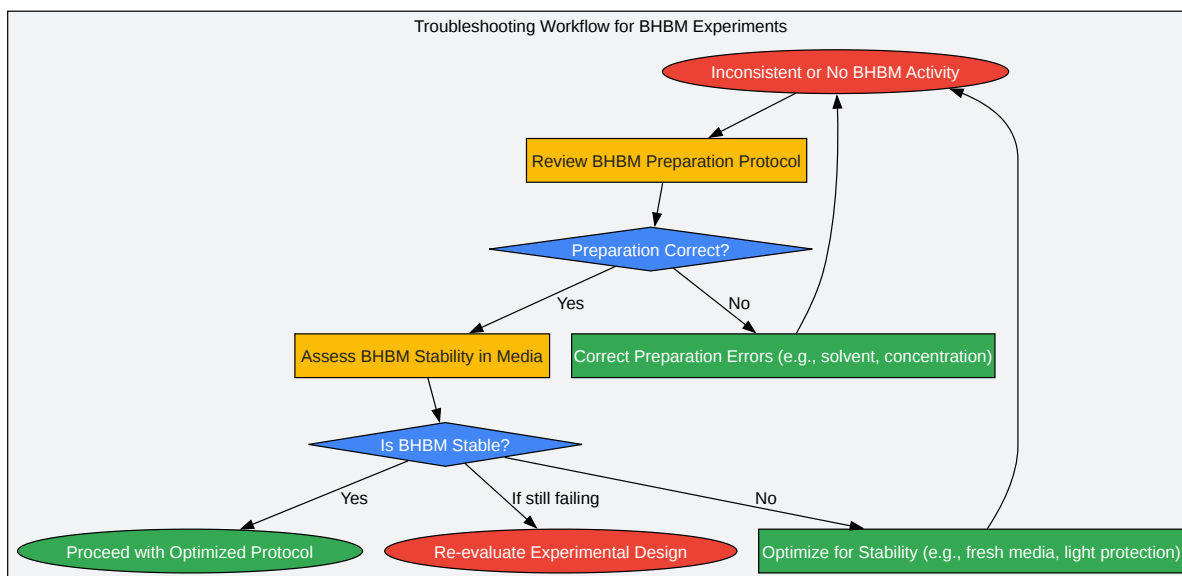 Troubleshooting Workflow for BHBM Experiments
Inconsistent or No BHBM Activity
Review BHBM Preparation Protocol
Preparation Correct?
Yes
No
Assess BHBM Stability in Media
Correct Preparation Errors (e.g., solvent, concentration)
Is BHBM Stable?
Yes
If still failing
No
Proceed with Optimized Protocol
Re-evaluate Experimental Design
Optimize for Stability (e.g., fresh media, light protection)